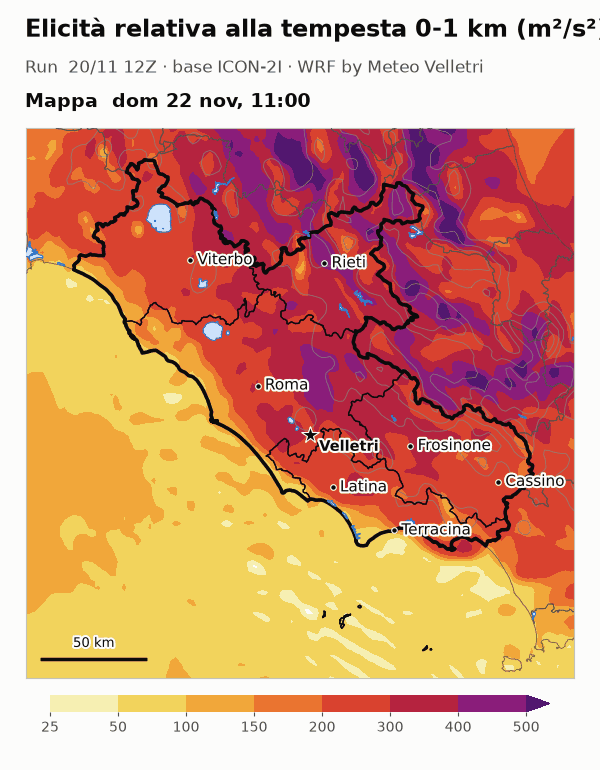 Elicità relativa alla tempesta 0-1 km (m²/s²)
Run 20/11 12Z · base ICON-2I · WRF by Meteo Velletri
Mappa dom 22 nov, 11:00
Viterbo
Rieti
Roma
Velletri
Frosinone
Cassino
Latina
Terracina
50 km
25 50 100 150 200 300 400 500